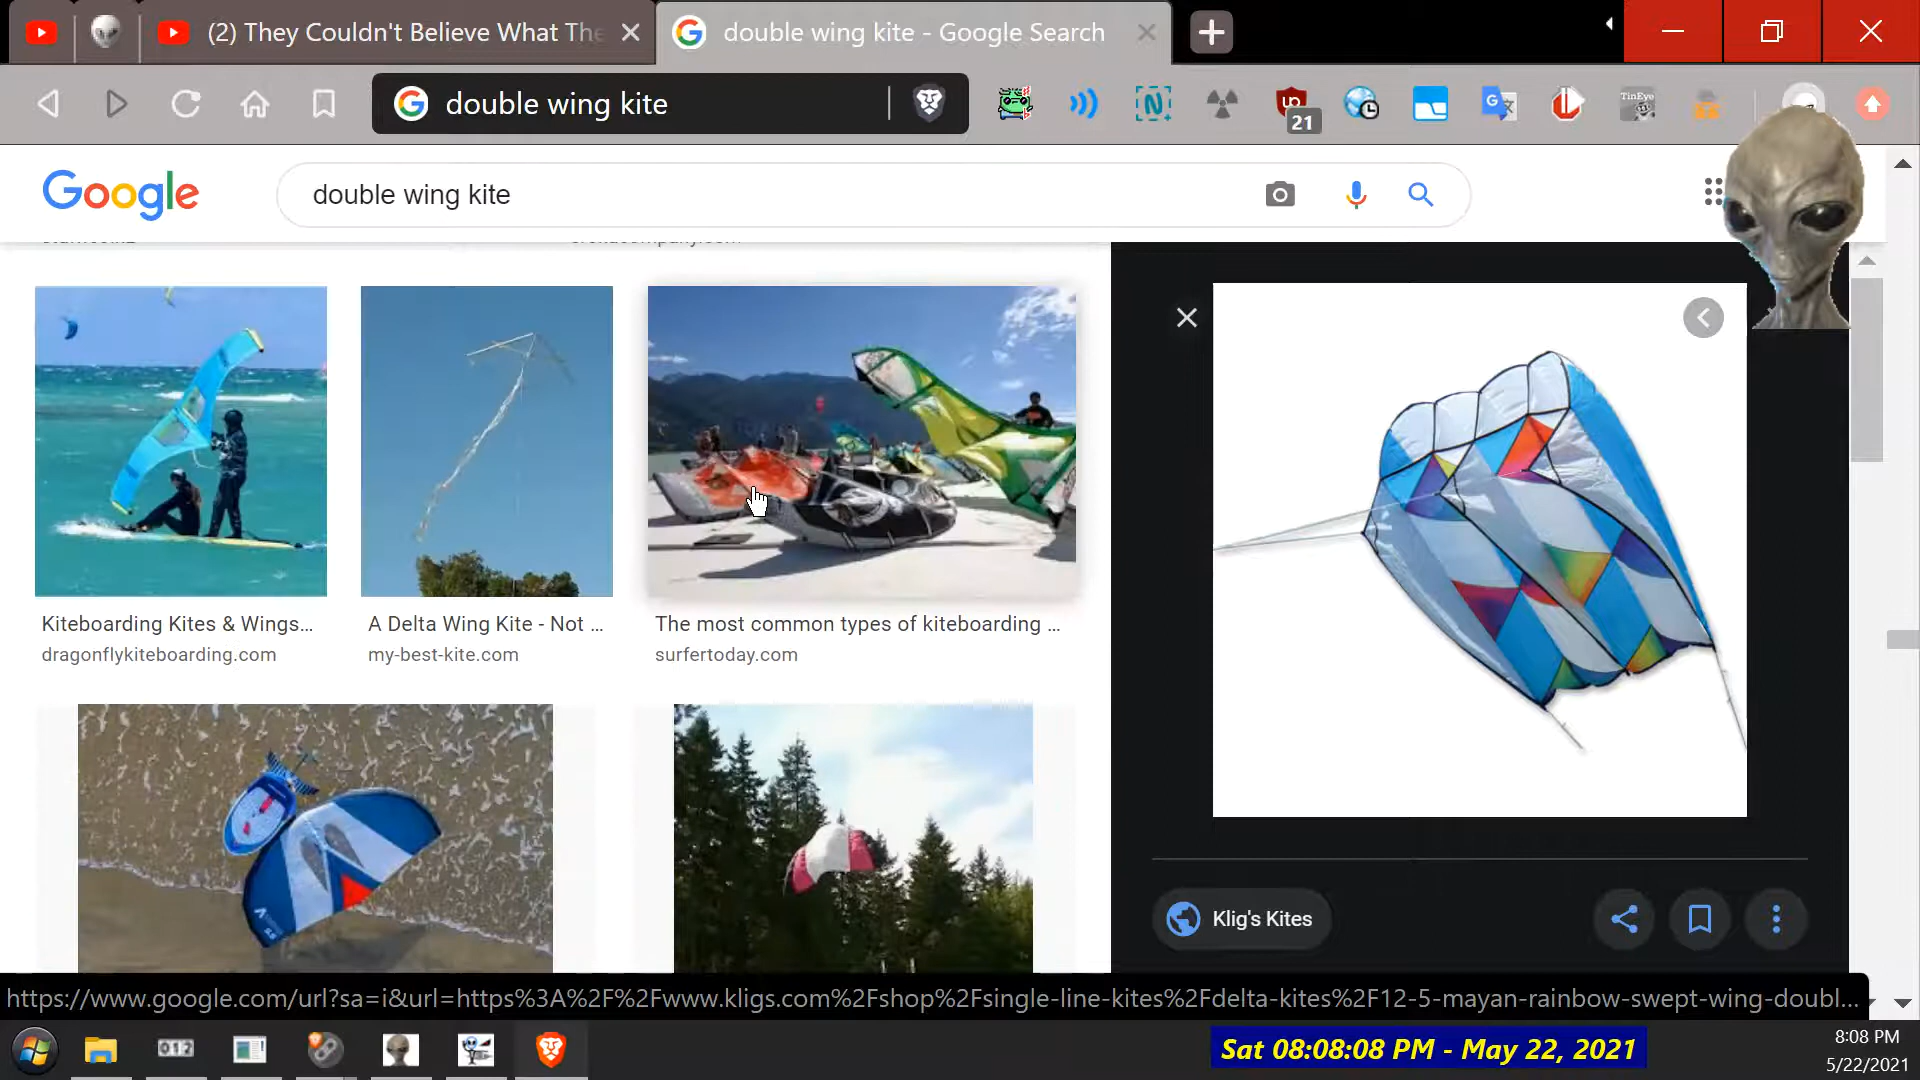 (2) They Couldn't Believe What The
double wing kite - Google Search
double wing kite
21
TinEye
Google
double wing kite
Kiteboarding Kites & Wings...
dragonflykiteboarding.com
A Delta Wing Kite - Not ...
my-best-kite.com
The most common types of kiteboarding ...
surfertoday.com
Klig's Kites
https://www.google.com/url?sa=i&url=https%3A%2F%2Fwww.kligs.com%2Fshop%2Fsingle-line-kites%2Fdelta-kites%2F12-5-mayan-rainbow-swept-wing-doubl...
012
Sat 08:08:08 PM - May 22, 2021
8:08 PM
5/22/2021